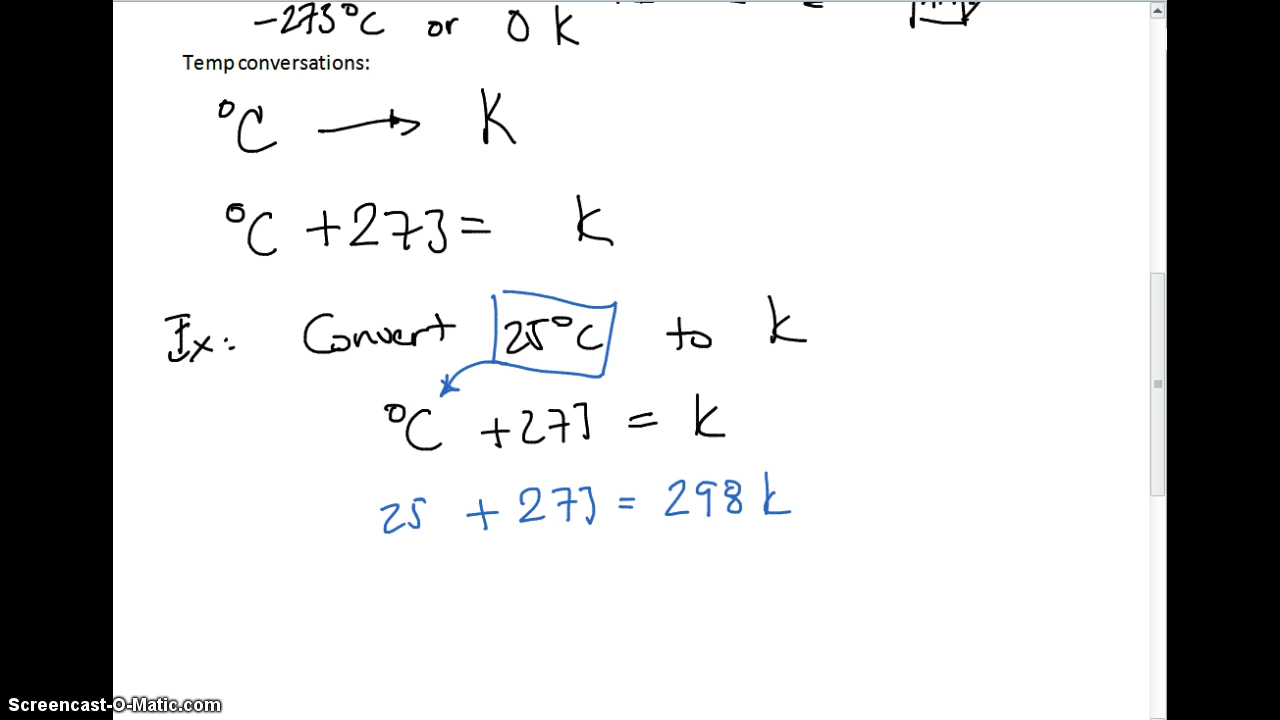 -273°C or 0 K
Temp conversations:
°C → K
°C + 273 = K
Ex: Convert 25°C to K
°C + 273 = K
25 + 273 = 298 K
Screencast-O-Matic.com